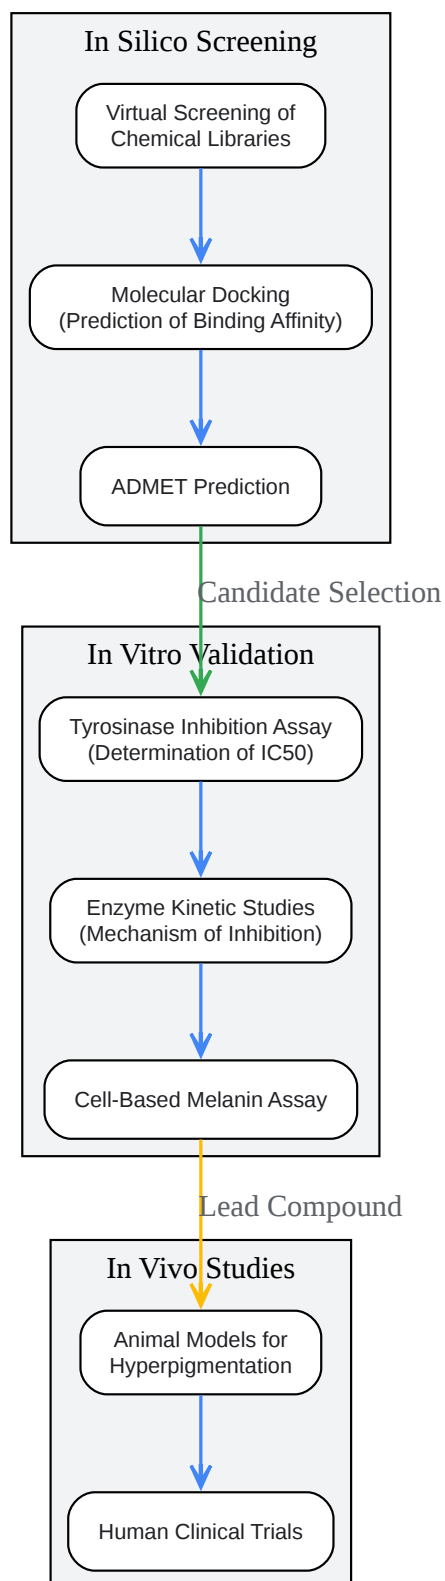 In Silico Screening
Virtual Screening of
Chemical Libraries
Molecular Docking
(Prediction of Binding Affinity)
ADMET Prediction
Candidate Selection
In Vitro Validation
Tyrosinase Inhibition Assay
(Determination of IC50)
Enzyme Kinetic Studies
(Mechanism of Inhibition)
Cell-Based Melanin Assay
Lead Compound
In Vivo Studies
Animal Models for
Hyperpigmentation
Human Clinical Trials